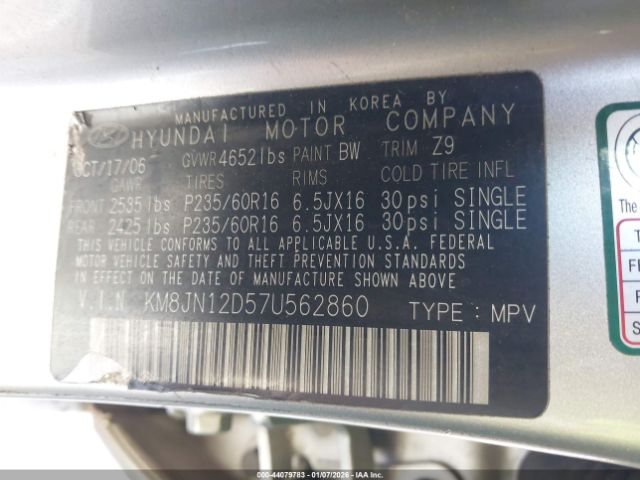 MANUFACTURED IN KOREA BY
HYUNDAI MOTOR COMPANY
OCT/17/06 GVWR 4652lbs PAINT BW TRIM Z9
GAWR TIRES RIMS COLD TIRE INFL
FRONT 2535lbs P235/60R16 6.5JX16 30psi SINGLE
REAR 2425lbs P235/60R16 6.5JX16 30psi SINGLE
THIS VEHICLE CONFORMS TO ALL APPLICABLE U.S.A. FEDERAL
MOTOR VEHICLE SAFETY AND THEFT PREVENTION STANDARDS
IN EFFECT ON THE DATE OF MANUFACTURE SHOWN ABOVE.
V.I.N KM8JN12D57U562860 TYPE: MPV
The
000-44079783 - 01/07/2026 - IAA Inc.